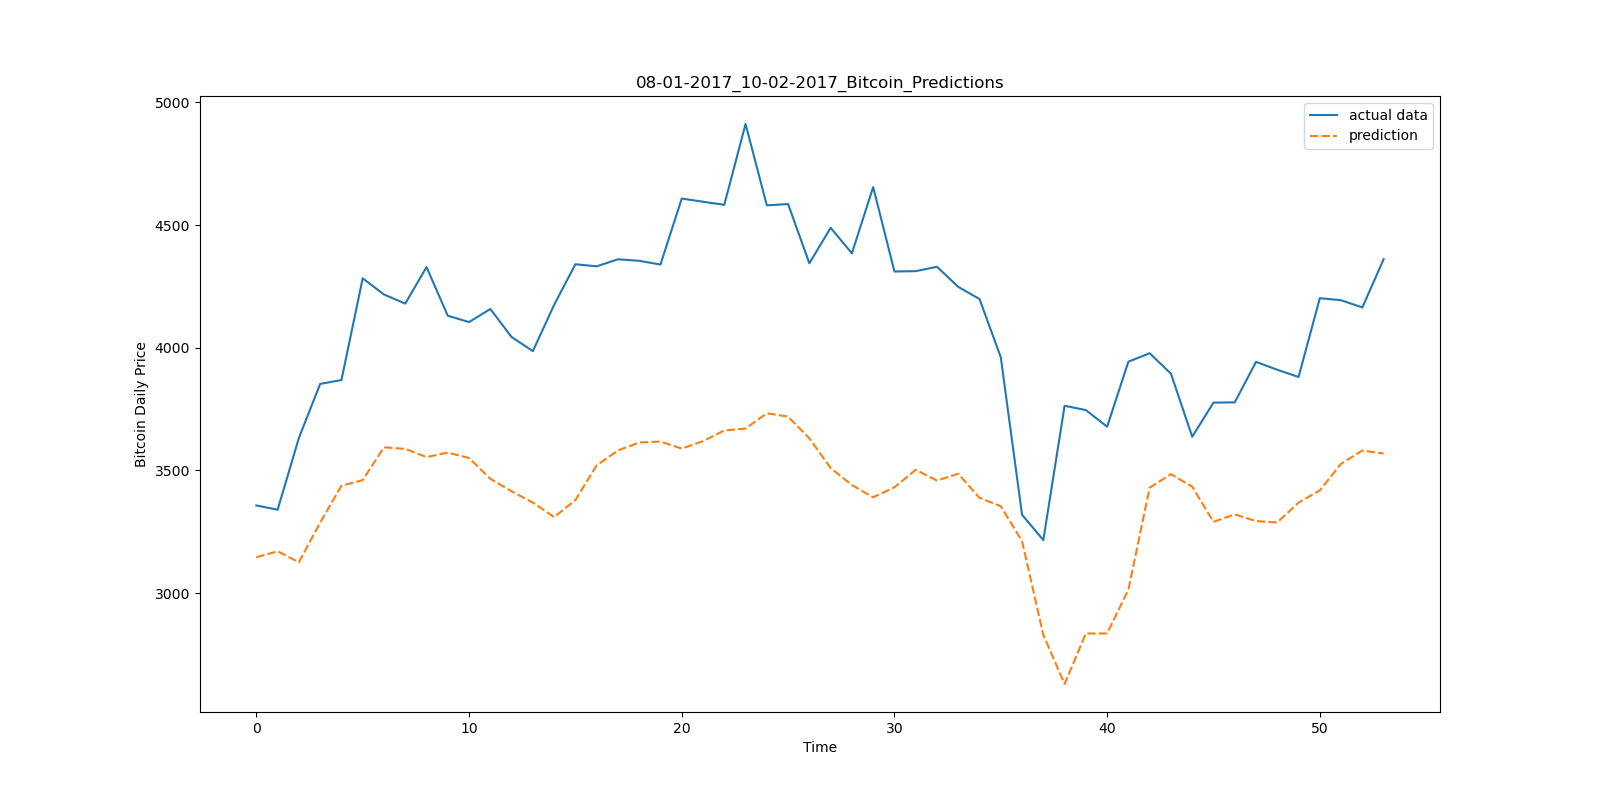 08-01-2017_10-02-2017_Bitcoin_Predictions
actual data
prediction
5000
4500
4000
3500
3000
Bitcoin Daily Price
0 10 20 30 40 50
Time